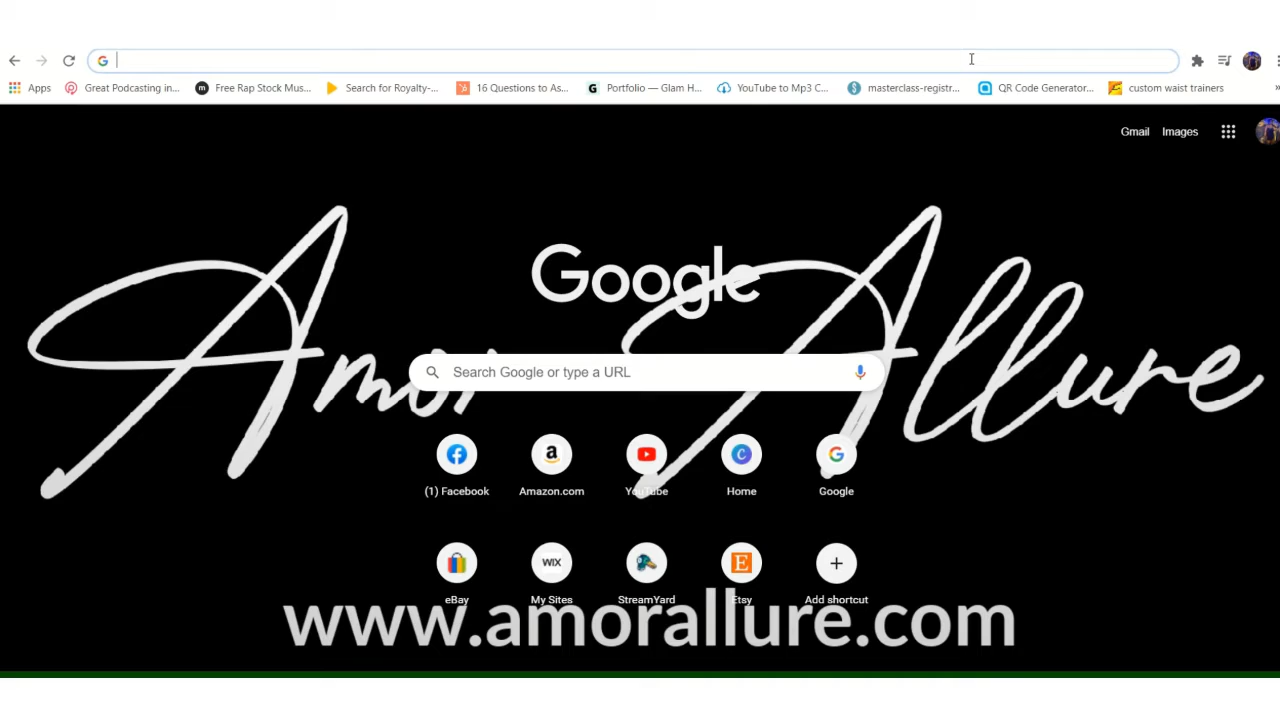 Apps Great Podcasting in... Free Rap Stock Mus... Search for Royalty-... 16 Questions to As... Portfolio — Glam H... YouTube to Mp3 C... masterclass-registr... QR Code Generator... custom waist trainers »
Gmail Images
Google
Amor Allure
Search Google or type a URL
(1) Facebook Amazon.com YouTube Home Google
WIX
eBay My Sites StreamYard Etsy Add shortcut
www.amorallure.com